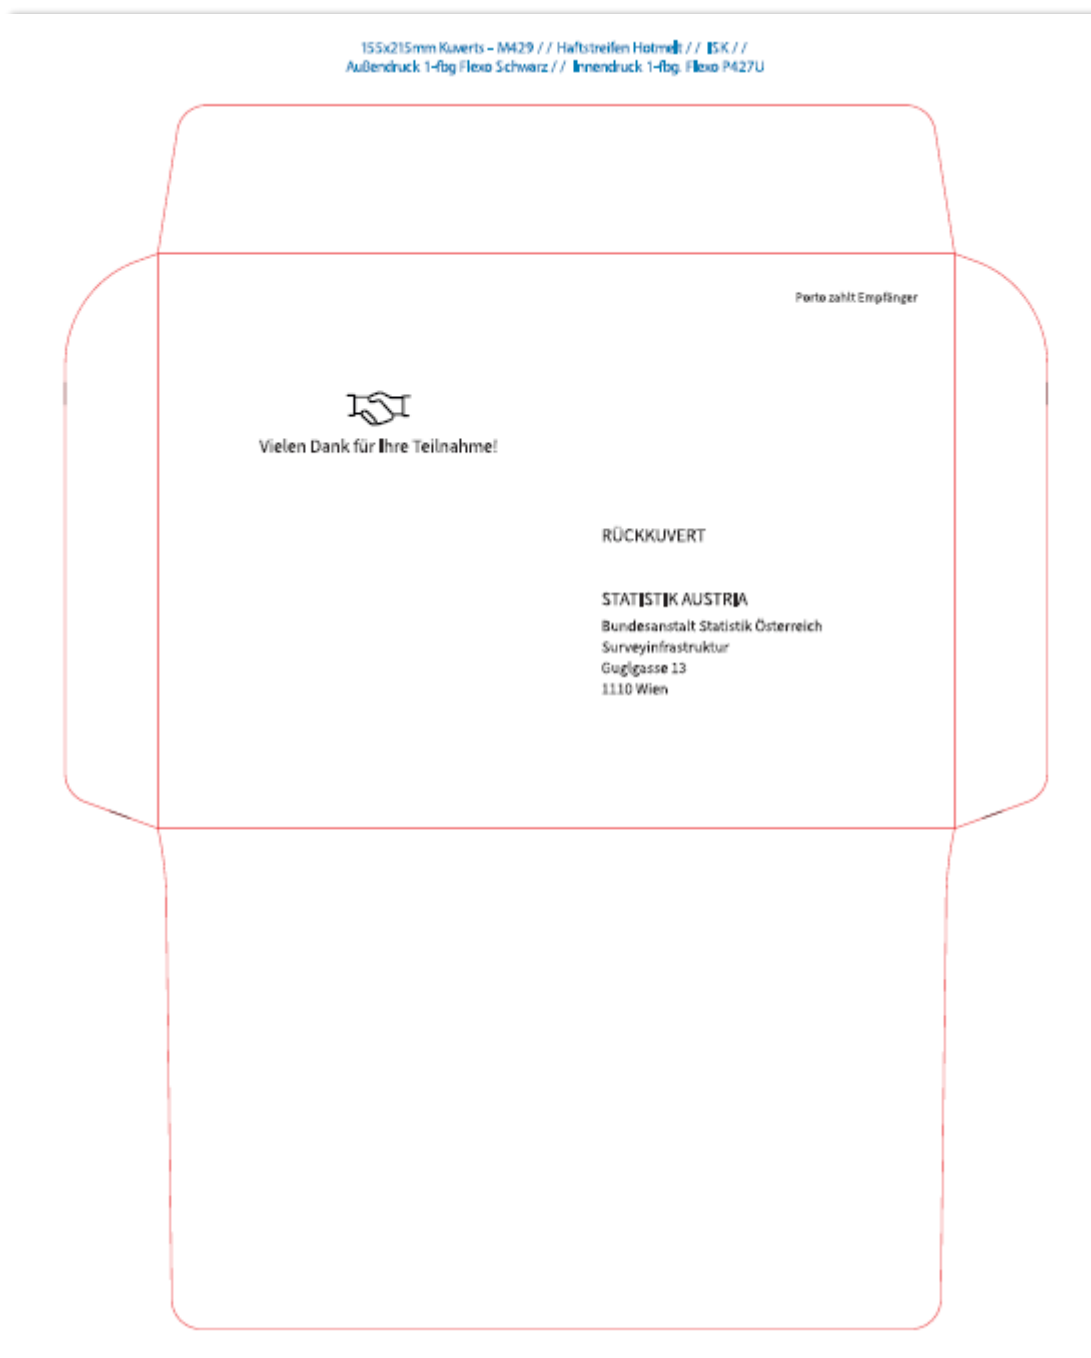 155x215mm Kuverts – M429 // Haftstreifen Hotmelt // ISK //
Außendruck 1-fbg Flexo Schwarz // Innendruck 1-fbg. Flexo P427U
Porto zahlt Empfänger
Vielen Dank für Ihre Teilnahme!
RÜCKKUVERT
STATISTIK AUSTRIA
Bundesanstalt Statistik Österreich
Surveyinfrastruktur
Guglgasse 13
1110 Wien